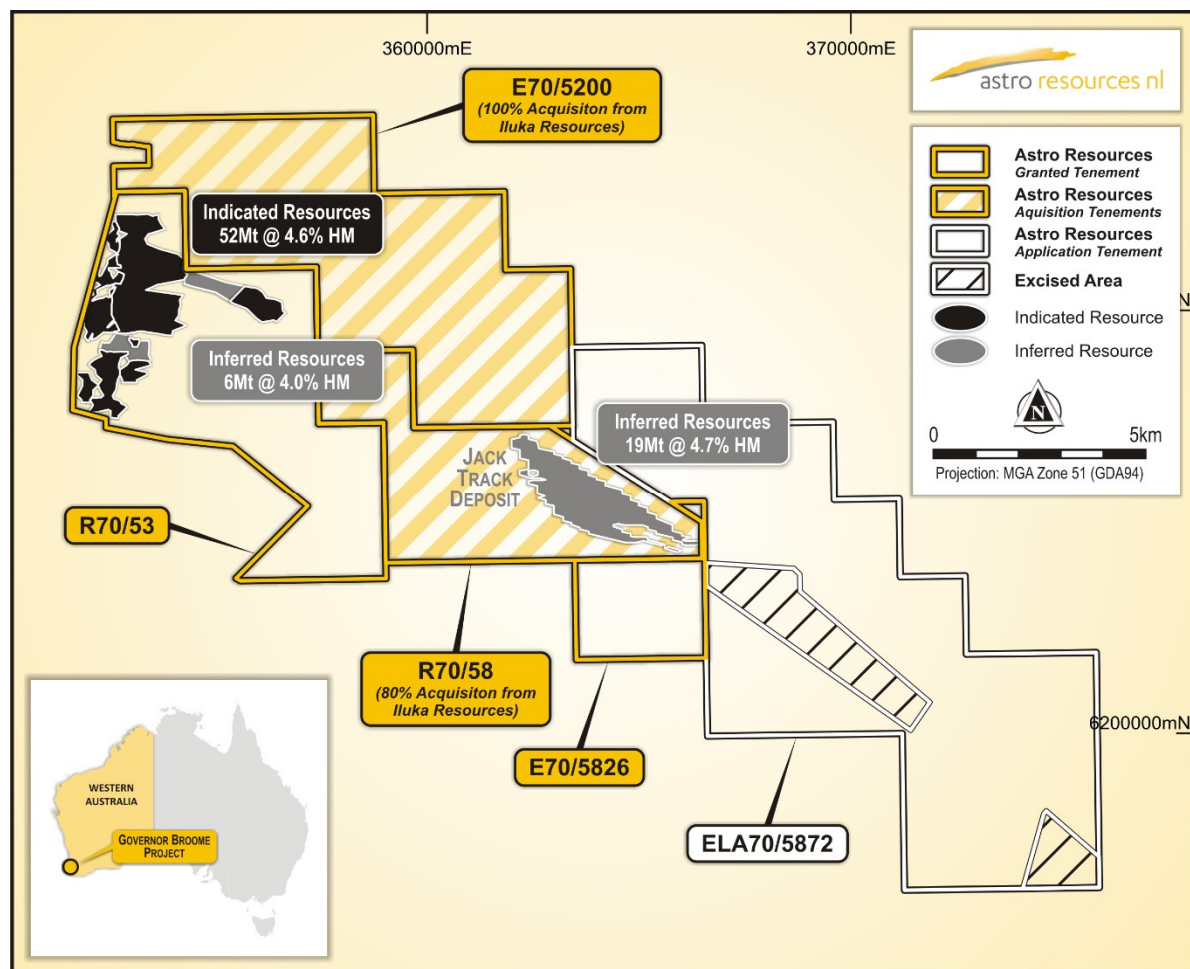 360000mE
370000mE
astro resources nl
E70/5200
(100% Acquisiton from
Iluka Resources)
Astro Resources
Granted Tenement
Astro Resources
Aquisition Tenements
Astro Resources
Application Tenement
Excised Area
Indicated Resource
Inferred Resource
N
0 5km
Projection: MGA Zone 51 (GDA94)
Indicated Resources
52Mt @ 4.6% HM
N
Inferred Resources
6Mt @ 4.0% HM
Inferred Resources
19Mt @ 4.7% HM
JACK
TRACK
DEPOSIT
R70/53
R70/58
(80% Acquisiton from
Iluka Resources)
E70/5826
6200000mN
ELA70/5872
WESTERN
AUSTRALIA
GOVERNOR BROOME
PROJECT